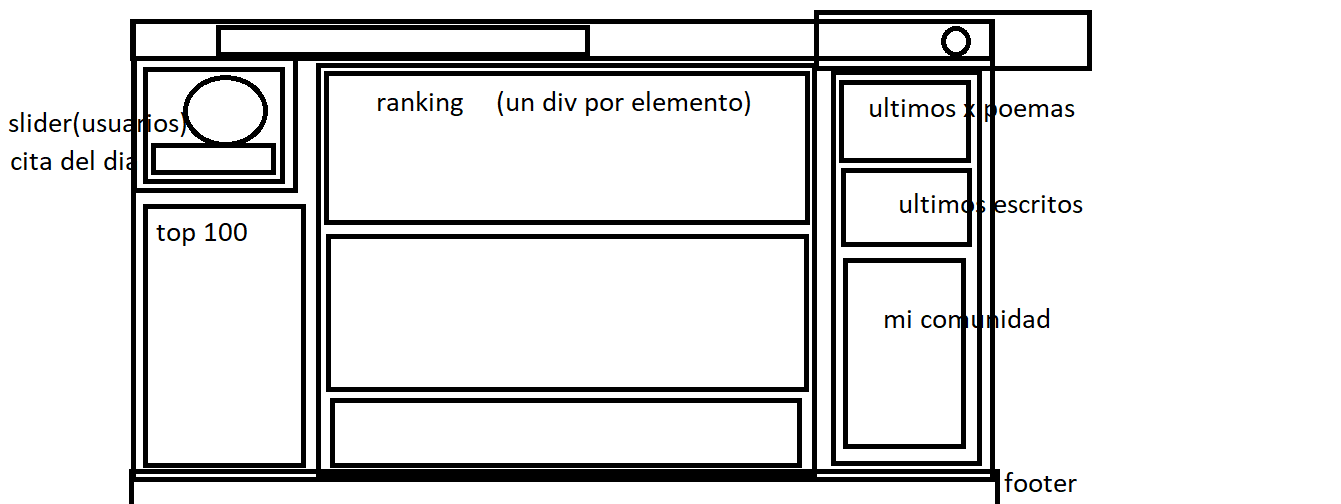 ranking (un div por elemento)
ultimos x poemas
slider(usuarios)
cita del dia
ultimos escritos
top 100
mi comunidad
footer